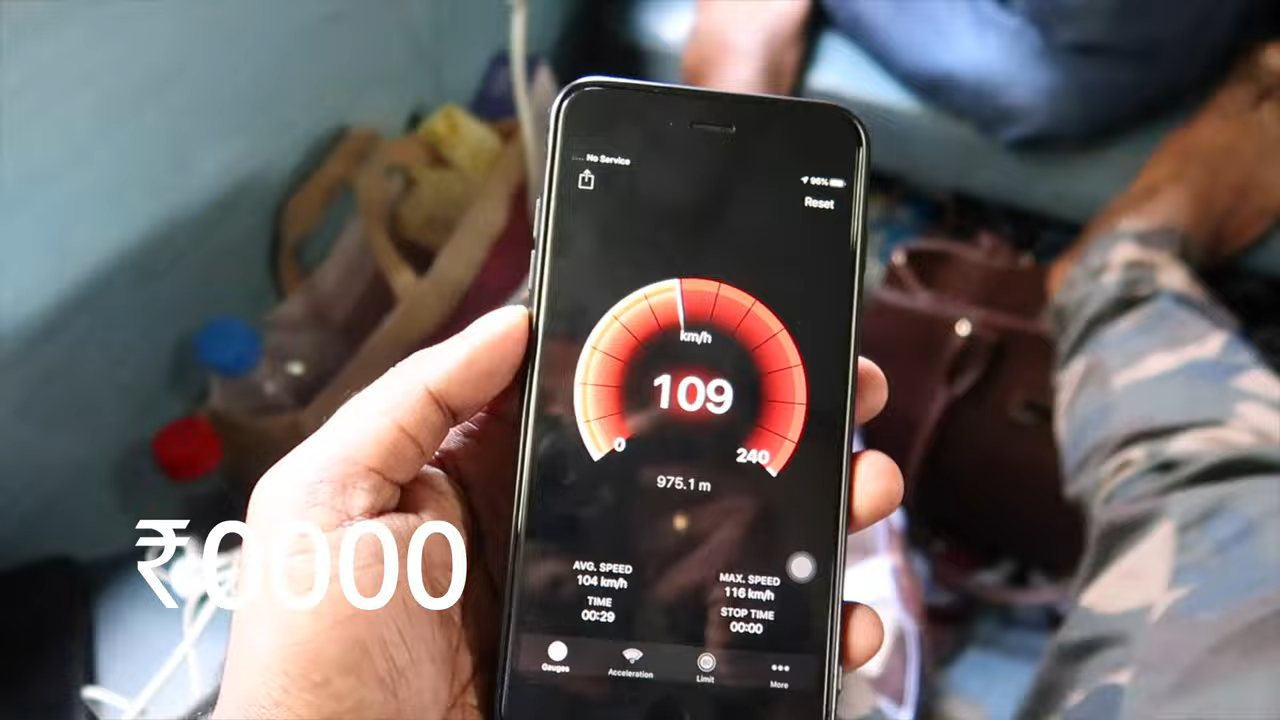 No Service
96%
Reset
km/h
109
0
240
975.1 m
₹0000
AVG. SPEED
104 km/h
MAX. SPEED
116 km/h
TIME
00:29
STOP TIME
00:00
Gauges
Acceleration
Limit
More